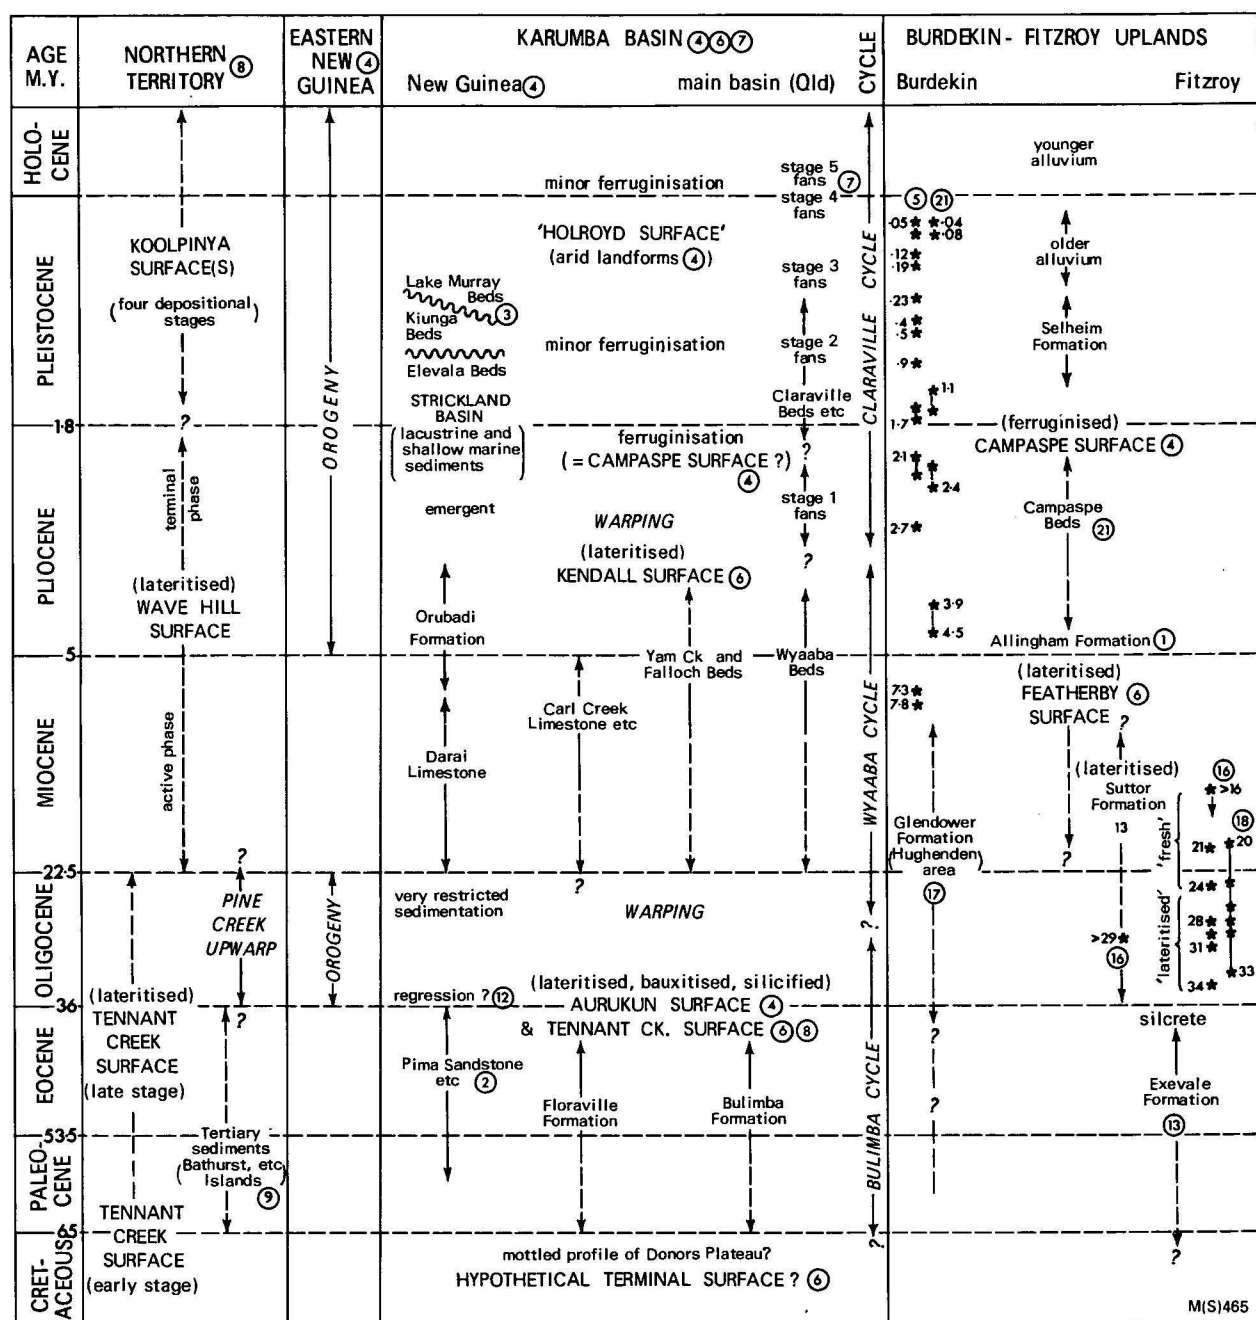 AGE
M.Y.
NORTHERN
TERRITORY 8
EASTERN
NEW 4
GUINEA
KARUMBA BASIN 4 6 7
New Guinea 4
main basin (Qld)
CYCLE
BURDEKIN - FITZROY UPLANDS
Burdekin
Fitzroy
HOLO-
CENE
PLEISTOCENE
1·8
PLIOCENE
5
MIOCENE
22·5
OLIGOCENE
36
EOCENE
53·5
PALEO-
CENE
65
CRET-
ACEOUS
KOOLPINYA
SURFACE(S)
(four depositional
stages)
?
terminal
phase
(lateritised)
WAVE HILL
SURFACE
active phase
?
PINE
CREEK
UPWARP
?
(lateritised)
TENNANT
CREEK
SURFACE
(late stage)
Tertiary
sediments
(Bathurst, etc
Islands)
9
TENNANT
CREEK
SURFACE
(early stage)
OROGENY
OROGENY
Lake Murray
Beds
Kiunga
Beds
3
Elevala Beds
STRICKLAND
BASIN
(lacustrine and
shallow marine
sediments)
emergent
Orubadi
Formation
Darai
Limestone
very restricted
sedimentation
regression ? 12
Pima Sandstone
etc 2
minor ferruginisation
'HOLROYD SURFACE'
(arid landforms 4)
minor ferruginisation
ferruginisation
(= CAMPASPE SURFACE ?)
4
WARPING
(lateritised)
KENDALL SURFACE 6
Yam Ck and
Falloch Beds
Carl Creek
Limestone etc
?
WARPING
(lateritised, bauxitised, silicified)
AURUKUN SURFACE 4
& TENNANT CK. SURFACE 6 8
Floraville
Formation
Bulimba
Formation
mottled profile of Donors Plateau?
HYPOTHETICAL TERMINAL SURFACE ? 6
stage 5
fans 7
stage 4
fans
stage 3
fans
stage 2
fans
Claraville
Beds etc
?
stage 1
fans
?
Wyaaba
Beds
CLARAVILLE CYCLE
WYAABA CYCLE
?
BULIMBA CYCLE
?
5 21
·05* *·04
* *·08
·12*
·19*
·23*
·4*
·5*
·9*
*1·1
* *
1·7*
2·1* *
* *2·4
2·7*
*3·9
*4·5
7·3*
7·8*
Glendower
Formation
(Hughenden
area)
17
?
?
younger
alluvium
older
alluvium
Selheim
Formation
(ferruginised)
CAMPASPE SURFACE 4
Campaspe
Beds 21
Allingham Formation 1
(lateritised)
FEATHERBY 6
SURFACE
?
?
(lateritised)
Suttor
Formation
13
>29*
16
16
*>16
18
'fresh'
21* *20
24* *
*
28* *
* *
31*
*33
34*
'lateritised'
silcrete
Exevale
Formation
13
?
M(S)465